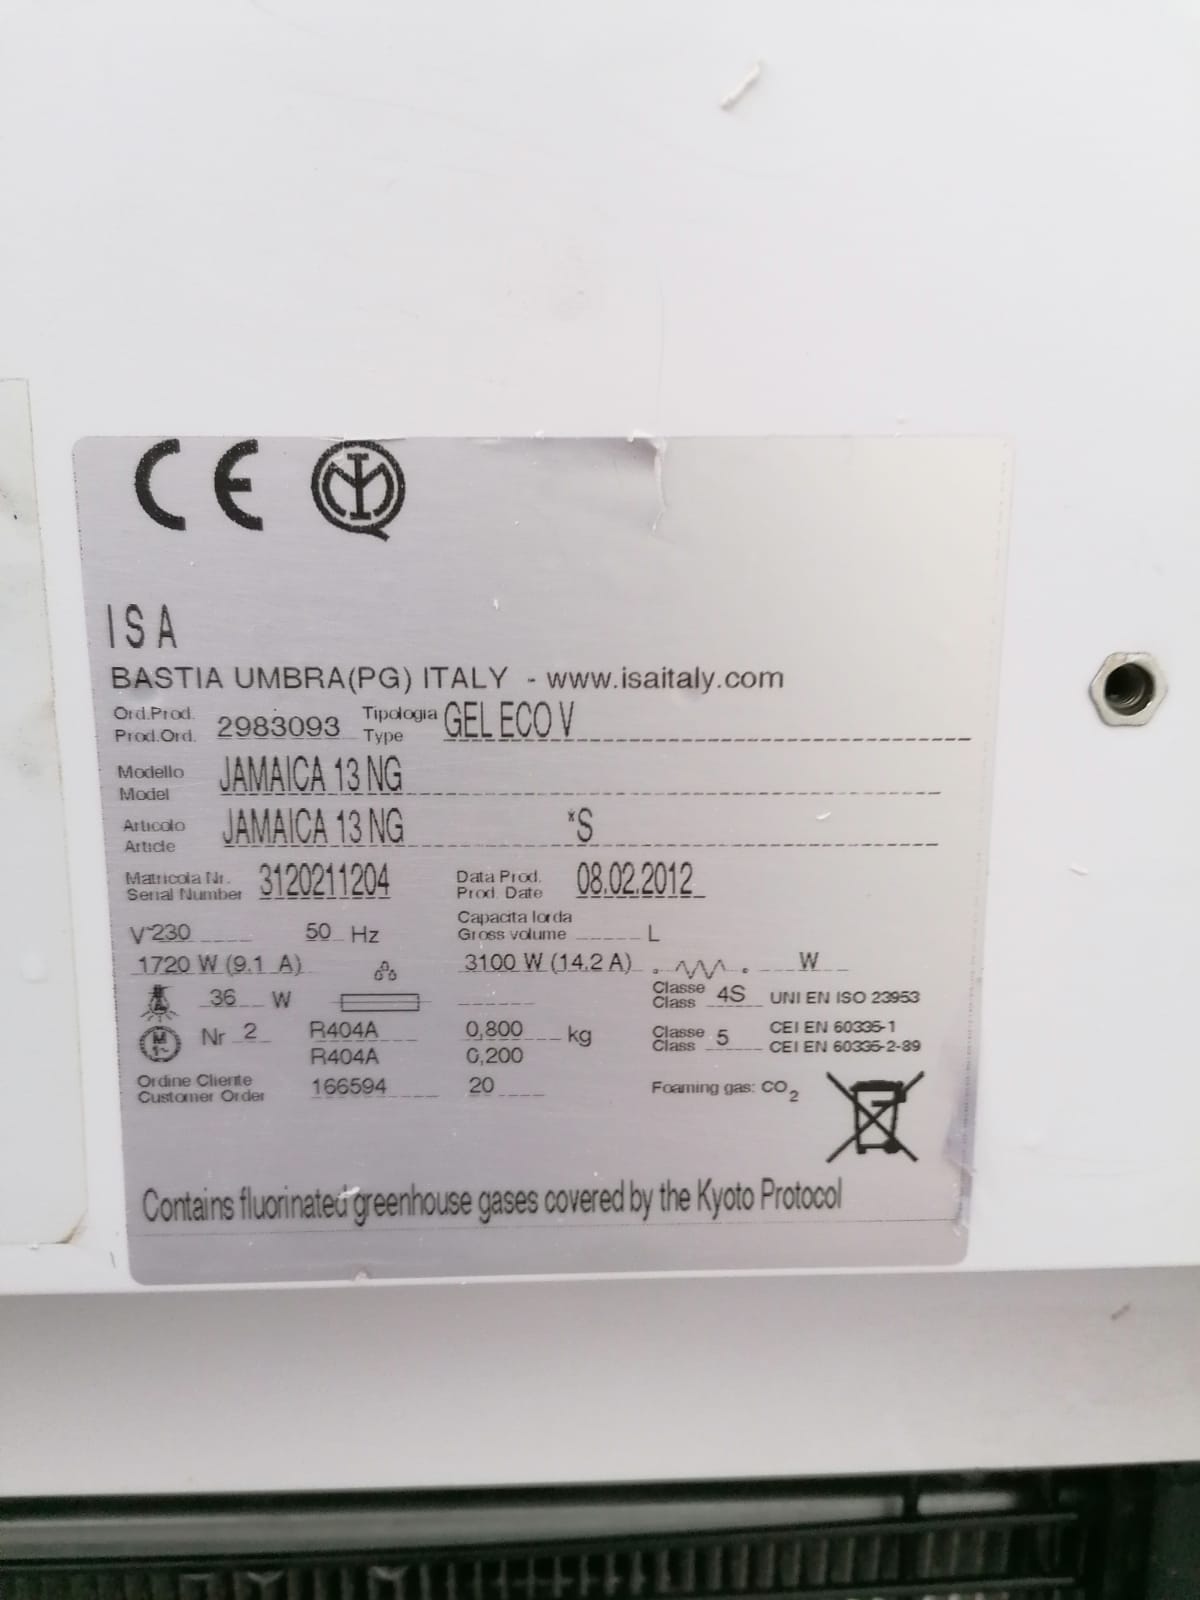 CE IMQ
ISA
BASTIA UMBRA(PG) ITALY - www.isaitaly.com
Ord.Prod. Prod.Ord. 2983093 Tipologia Type GEL ECO V
Modello Model JAMAICA 13 NG
Articolo Article JAMAICA 13 NG *S
Matricola Nr. Serial Number 3120211204 Data Prod. Prod. Date 08.02.2012
V~230 50 Hz Capacita lorda Gross volume L
1720 W (9.1 A) 3100 W (14.2 A) W
36 W Classe Class 4S UNI EN ISO 23953
M 1~ Nr 2 R404A 0,800 kg Classe Class 5 CEI EN 60335-1
R404A 0,200 CEI EN 60335-2-89
Ordine Cliente Customer Order 166594 20 Foaming gas: CO2
Contains fluorinated greenhouse gases covered by the Kyoto Protocol